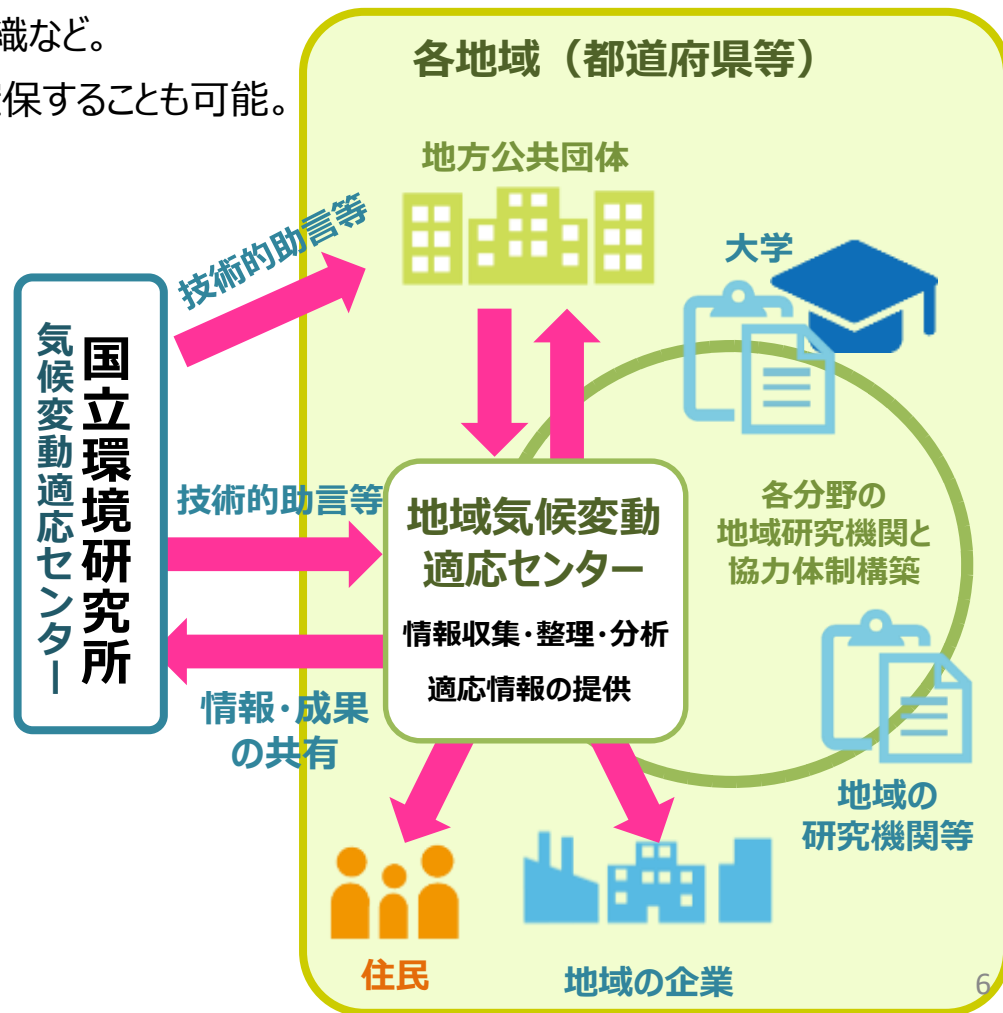 織など。
保することも可能。
各地域（都道府県等）
地方公共団体
技術的助言等
大学
国立環境研究所
気候変動適応センター
技術的助言等
地域気候変動
適応センター
情報収集・整理・分析
適応情報の提供
各分野の
地域研究機関と
協力体制構築
情報・成果
の共有
地域の
研究機関等
住民
地域の企業
6